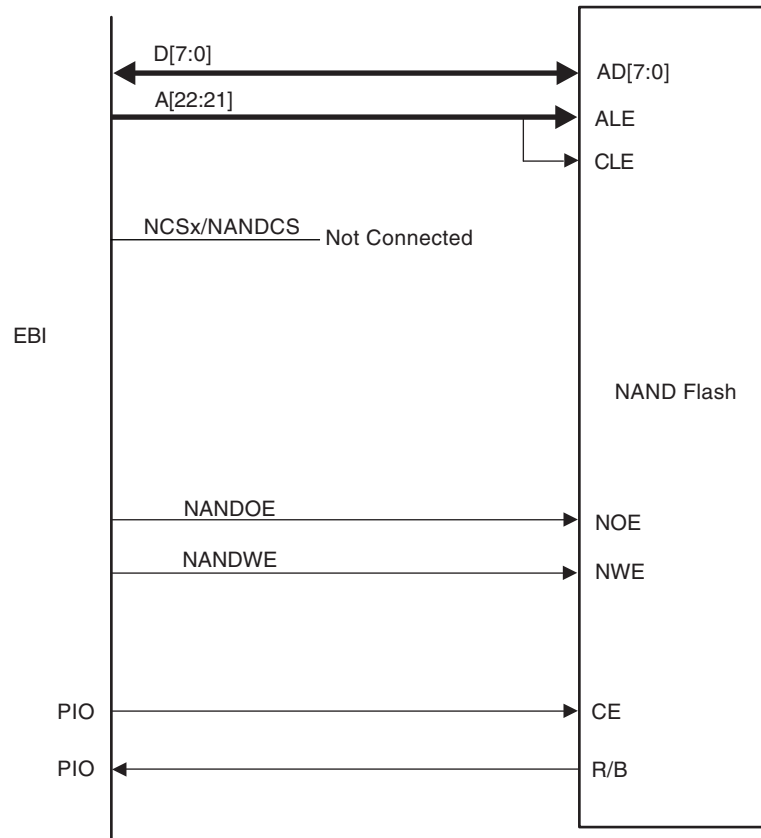 D[7:0]
AD[7:0]
A[22:21]
ALE
CLE
NCSx/NANDCS
Not Connected
EBI
NAND Flash
NANDOE
NOE
NANDWE
NWE
PIO
CE
PIO
R/B